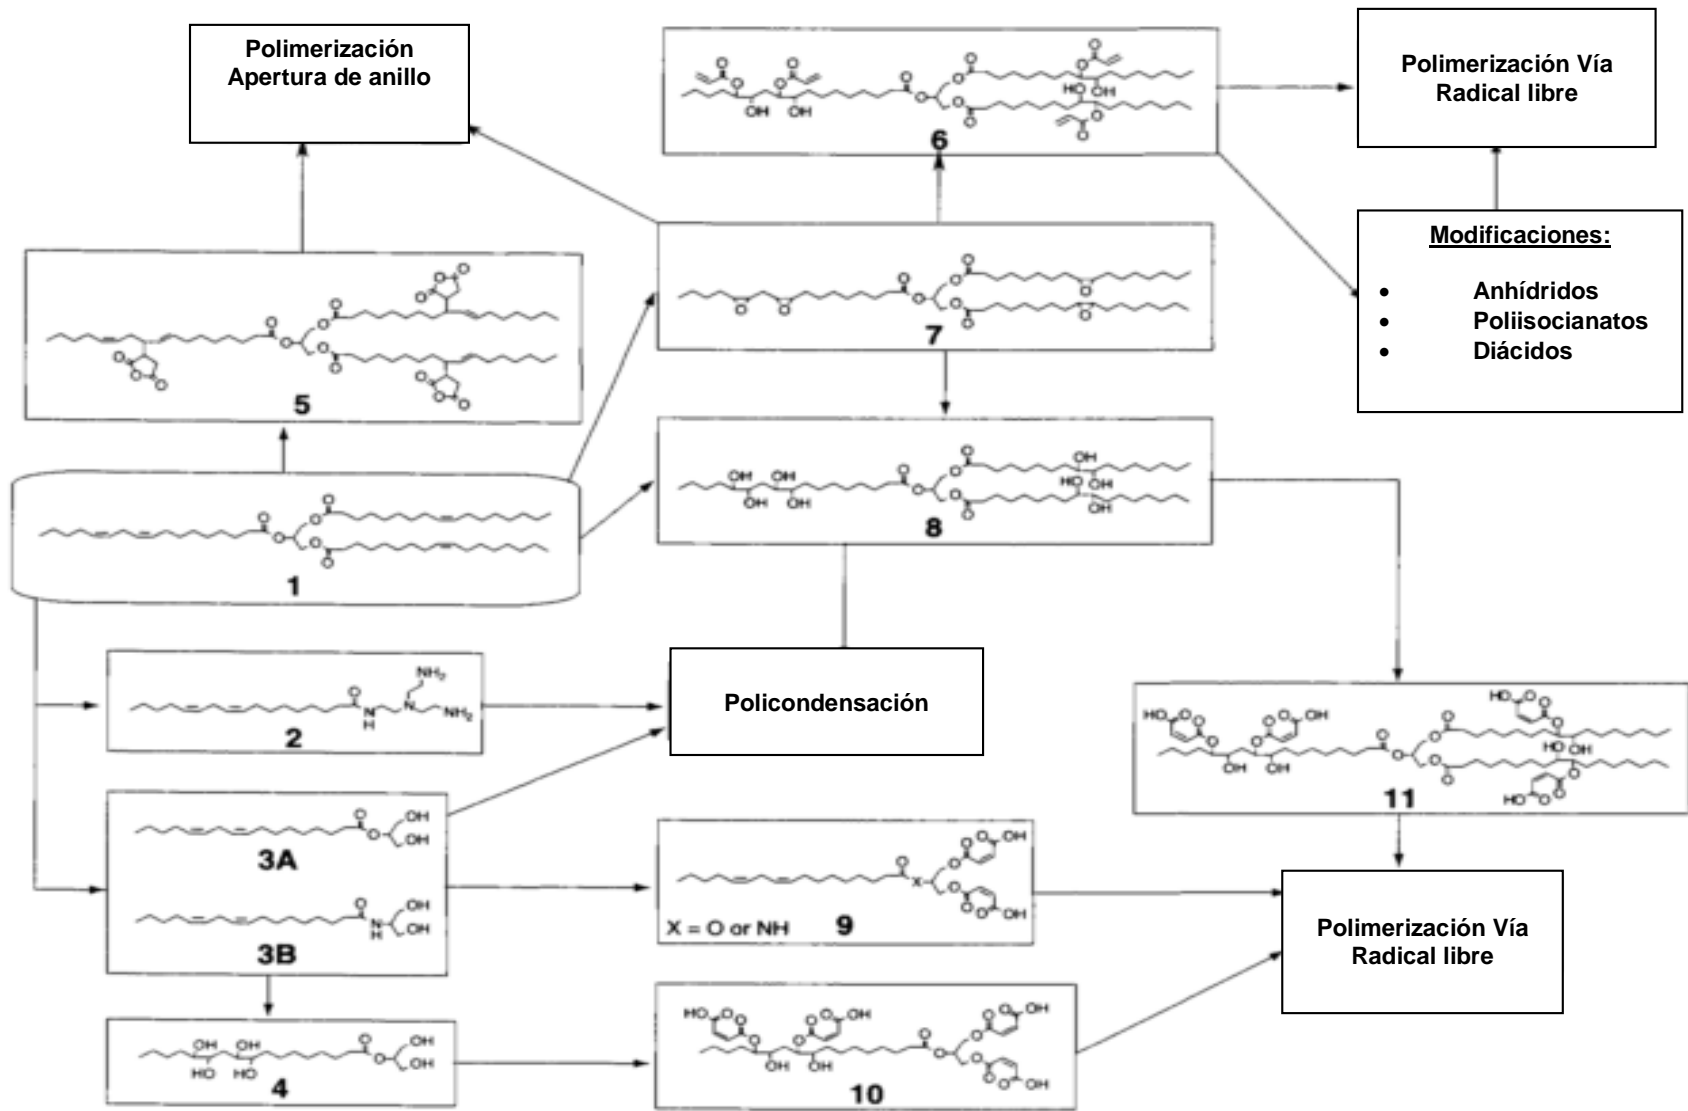 Polimerización
Apertura de anillo
6
Polimerización Vía
Radical libre
Modificaciones:
• Anhídridos
• Poliisocianatos
• Diácidos
5
7
1
8
2
Policondensación
3A
3B
X = O or NH
9
11
Polimerización Vía
Radical libre
4
10